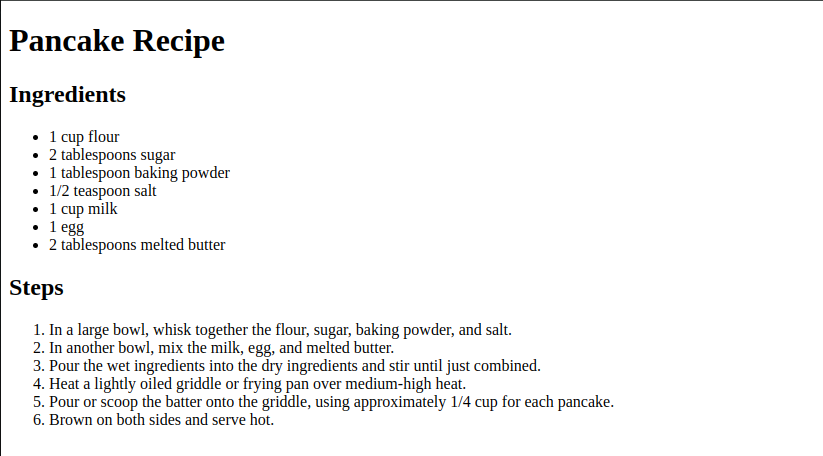 Pancake Recipe
Ingredients
• 1 cup flour
• 2 tablespoons sugar
• 1 tablespoon baking powder
• 1/2 teaspoon salt
• 1 cup milk
• 1 egg
• 2 tablespoons melted butter
Steps
1. In a large bowl, whisk together the flour, sugar, baking powder, and salt.
2. In another bowl, mix the milk, egg, and melted butter.
3. Pour the wet ingredients into the dry ingredients and stir until just combined.
4. Heat a lightly oiled griddle or frying pan over medium-high heat.
5. Pour or scoop the batter onto the griddle, using approximately 1/4 cup for each pancake.
6. Brown on both sides and serve hot.